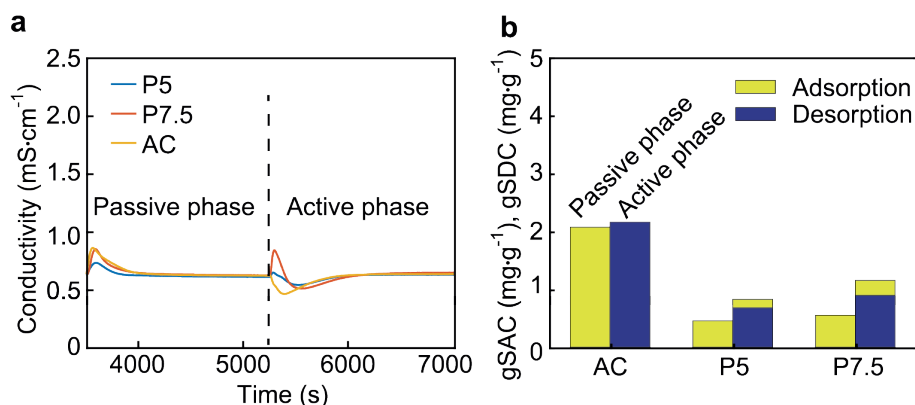 a
2.5
2.0
1.5
1.0
0.5
0
Conductivity (mS·cm⁻¹)
P5
P7.5
AC
Passive phase
Active phase
4000 5000 6000 7000
Time (s)
b
5
4
3
2
1
0
gSAC (mg·g⁻¹), gSDC (mg·g⁻¹)
Adsorption
Desorption
Passive phase
Active phase
AC P5 P7.5